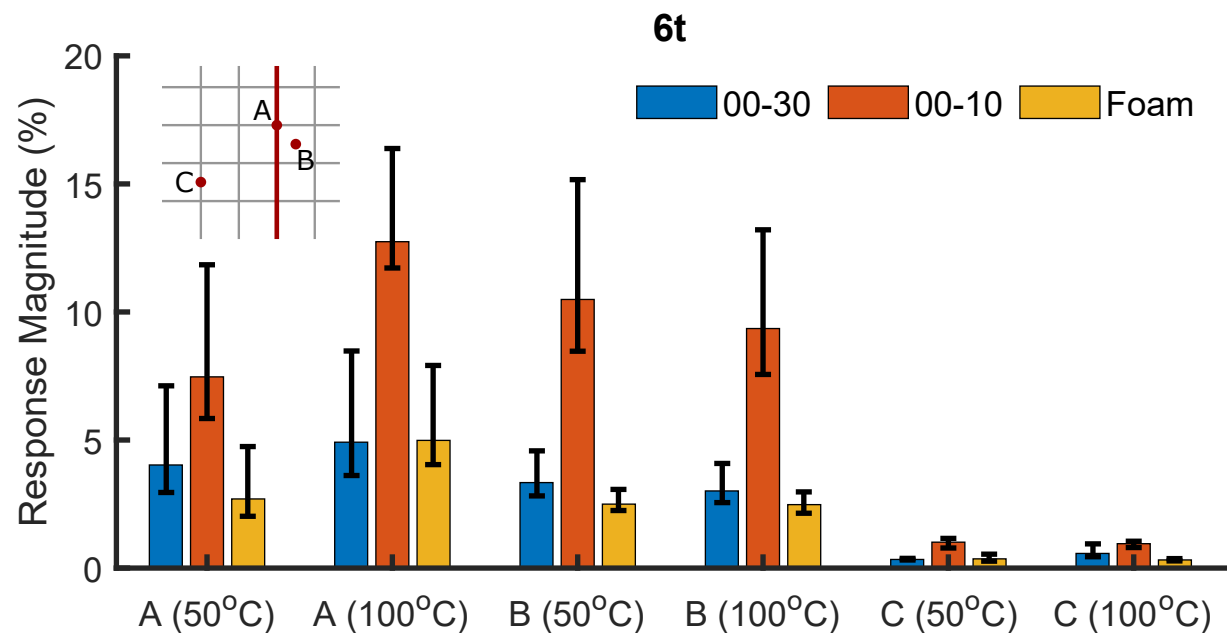 6t
Response Magnitude (%)
20
15
10
5
0
A
B
C
00-30 00-10 Foam
A (50°C) A (100°C) B (50°C) B (100°C) C (50°C) C (100°C)